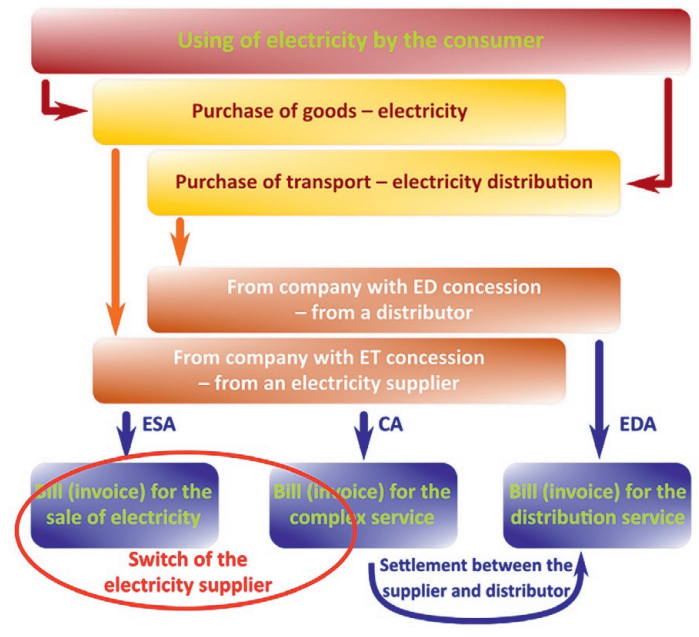 Using of electricity by the consumer
Purchase of goods – electricity
Purchase of transport – electricity distribution
From company with ED concession
– from a distributor
From company with ET concession
– from an electricity supplier
ESA
CA
EDA
Bill (invoice) for the
sale of electricity
Bill (invoice) for the
complex service
Bill (invoice) for the
distribution service
Switch of the
electricity supplier
Settlement between the
supplier and distributor